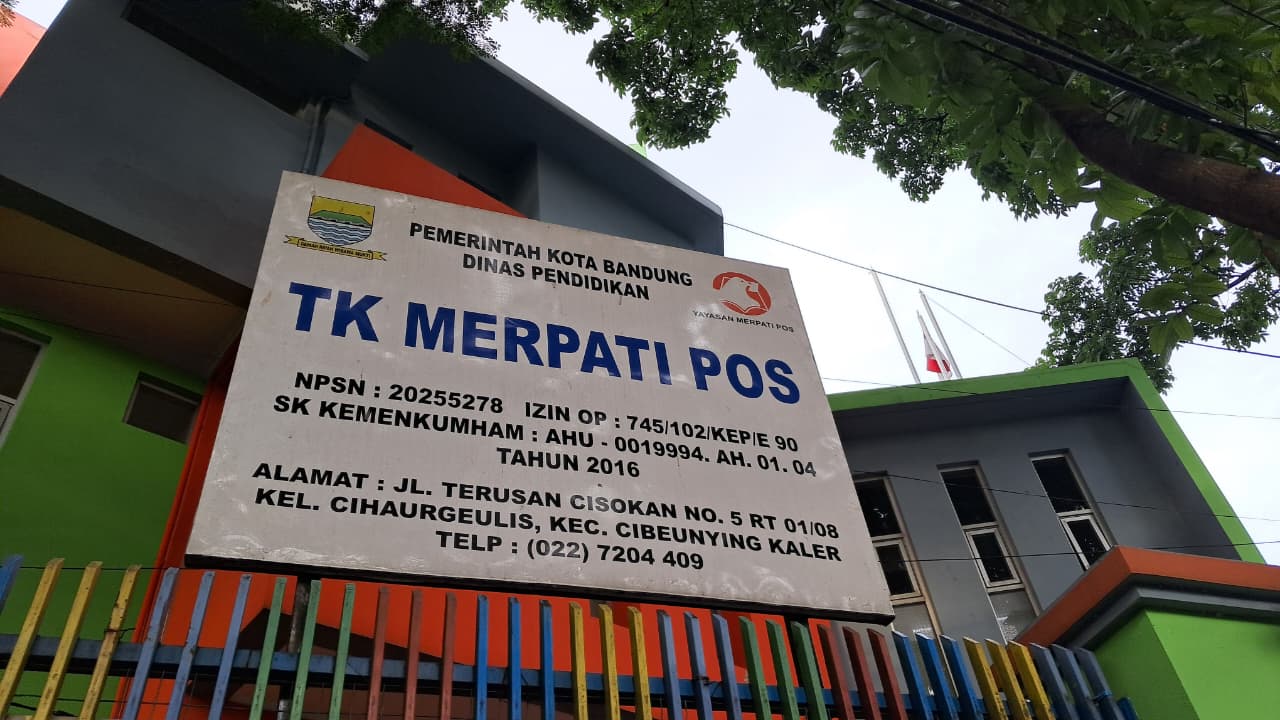 PEMERINTAH KOTA BANDUNG
DINAS PENDIDIKAN
YAYASAN MERPATI POS
TK MERPATI POS
NPSN : 20255278 IZIN OP : 745/102/KEP/E 90
SK KEMENKUMHAM : AHU - 0019994. AH. 01. 04
TAHUN 2016
ALAMAT : JL. TERUSAN CISOKAN NO. 5 RT 01/08
KEL. CIHAURGEULIS, KEC. CIBEUNYING KALER
TELP : (022) 7204 409